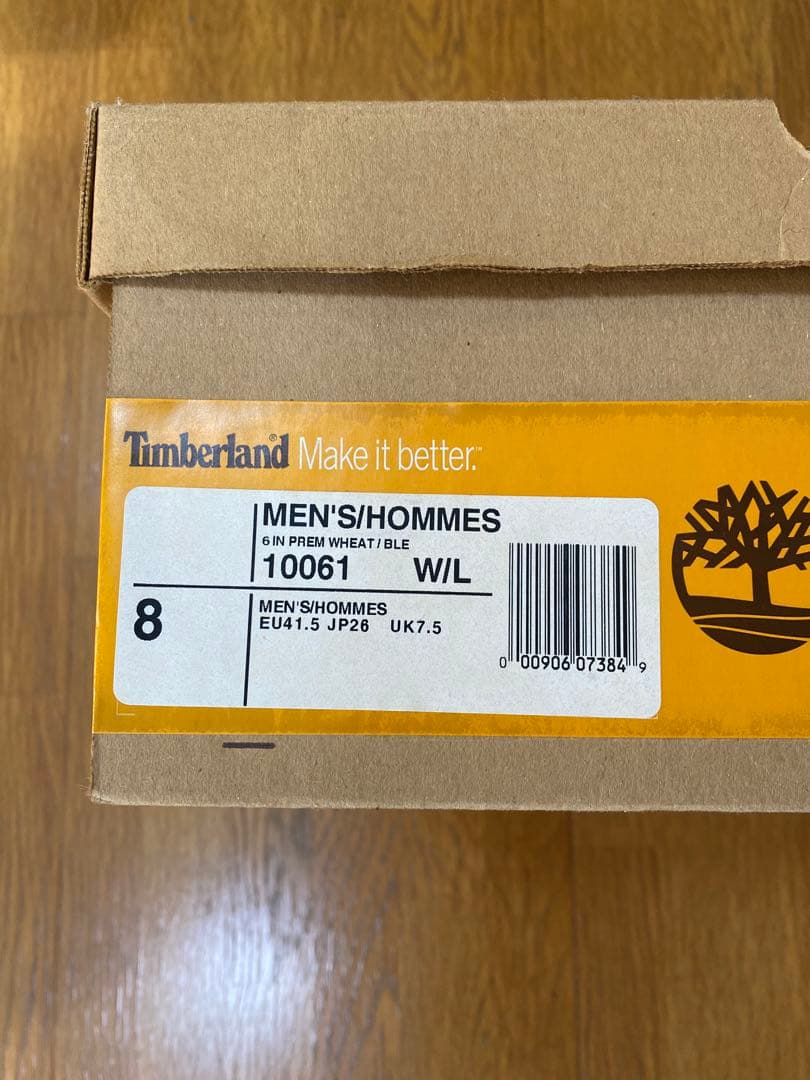 Timberland® Make it better.™
MEN'S/HOMMES
6 IN PREM WHEAT / BLE
10061 W/L
8
MEN'S/HOMMES
EU41.5 JP26 UK7.5
0 00906 07384 9